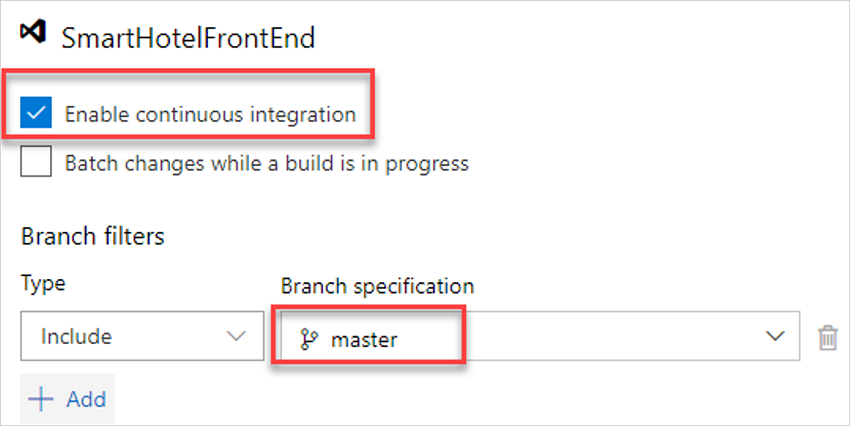 SmartHotelFrontEnd
Enable continuous integration
Batch changes while a build is in progress
Branch filters
Type
Branch specification
Include
master
Add